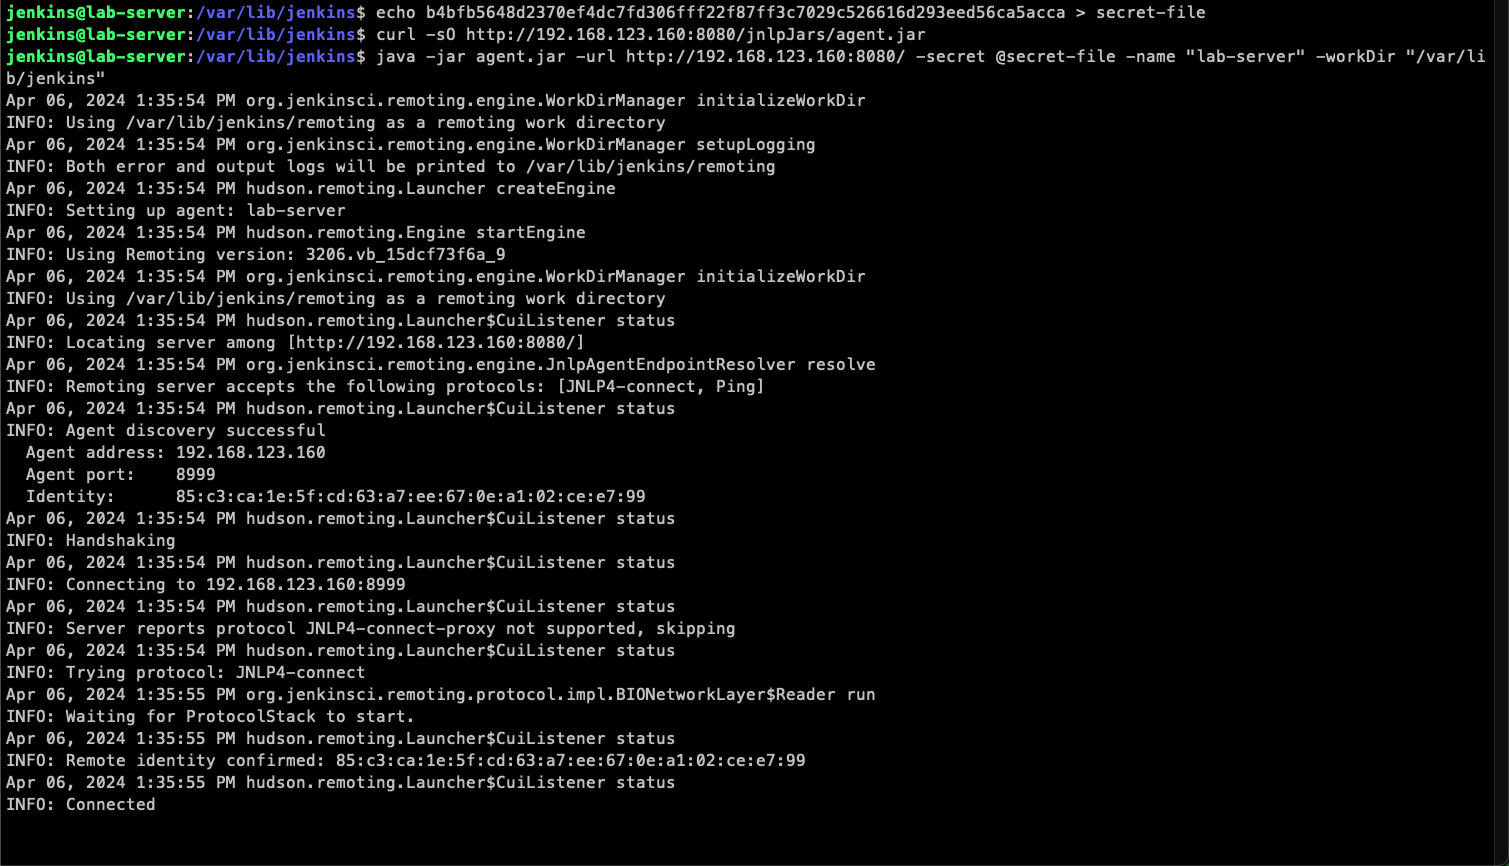 jenkins@lab-server:/var/lib/jenkins$ echo b4bfb5648d2370ef4dc7fd306fff22f87ff3c7029c526616d293eed56ca5acca > secret-file
jenkins@lab-server:/var/lib/jenkins$ curl -sO http://192.168.123.160:8080/jnlpJars/agent.jar
jenkins@lab-server:/var/lib/jenkins$ java -jar agent.jar -url http://192.168.123.160:8080/ -secret @secret-file -name "lab-server" -workDir "/var/li
b/jenkins"
Apr 06, 2024 1:35:54 PM org.jenkinsci.remoting.engine.WorkDirManager initializeWorkDir
INFO: Using /var/lib/jenkins/remoting as a remoting work directory
Apr 06, 2024 1:35:54 PM org.jenkinsci.remoting.engine.WorkDirManager setupLogging
INFO: Both error and output logs will be printed to /var/lib/jenkins/remoting
Apr 06, 2024 1:35:54 PM hudson.remoting.Launcher createEngine
INFO: Setting up agent: lab-server
Apr 06, 2024 1:35:54 PM hudson.remoting.Engine startEngine
INFO: Using Remoting version: 3206.vb_15dcf73f6a_9
Apr 06, 2024 1:35:54 PM org.jenkinsci.remoting.engine.WorkDirManager initializeWorkDir
INFO: Using /var/lib/jenkins/remoting as a remoting work directory
Apr 06, 2024 1:35:54 PM hudson.remoting.Launcher$CuiListener status
INFO: Locating server among [http://192.168.123.160:8080/]
Apr 06, 2024 1:35:54 PM org.jenkinsci.remoting.engine.JnlpAgentEndpointResolver resolve
INFO: Remoting server accepts the following protocols: [JNLP4-connect, Ping]
Apr 06, 2024 1:35:54 PM hudson.remoting.Launcher$CuiListener status
INFO: Agent discovery successful
  Agent address: 192.168.123.160
  Agent port:    8999
  Identity:      85:c3:ca:1e:5f:cd:63:a7:ee:67:0e:a1:02:ce:e7:99
Apr 06, 2024 1:35:54 PM hudson.remoting.Launcher$CuiListener status
INFO: Handshaking
Apr 06, 2024 1:35:54 PM hudson.remoting.Launcher$CuiListener status
INFO: Connecting to 192.168.123.160:8999
Apr 06, 2024 1:35:54 PM hudson.remoting.Launcher$CuiListener status
INFO: Server reports protocol JNLP4-connect-proxy not supported, skipping
Apr 06, 2024 1:35:54 PM hudson.remoting.Launcher$CuiListener status
INFO: Trying protocol: JNLP4-connect
Apr 06, 2024 1:35:55 PM org.jenkinsci.remoting.protocol.impl.BIONetworkLayer$Reader run
INFO: Waiting for ProtocolStack to start.
Apr 06, 2024 1:35:55 PM hudson.remoting.Launcher$CuiListener status
INFO: Remote identity confirmed: 85:c3:ca:1e:5f:cd:63:a7:ee:67:0e:a1:02:ce:e7:99
Apr 06, 2024 1:35:55 PM hudson.remoting.Launcher$CuiListener status
INFO: Connected